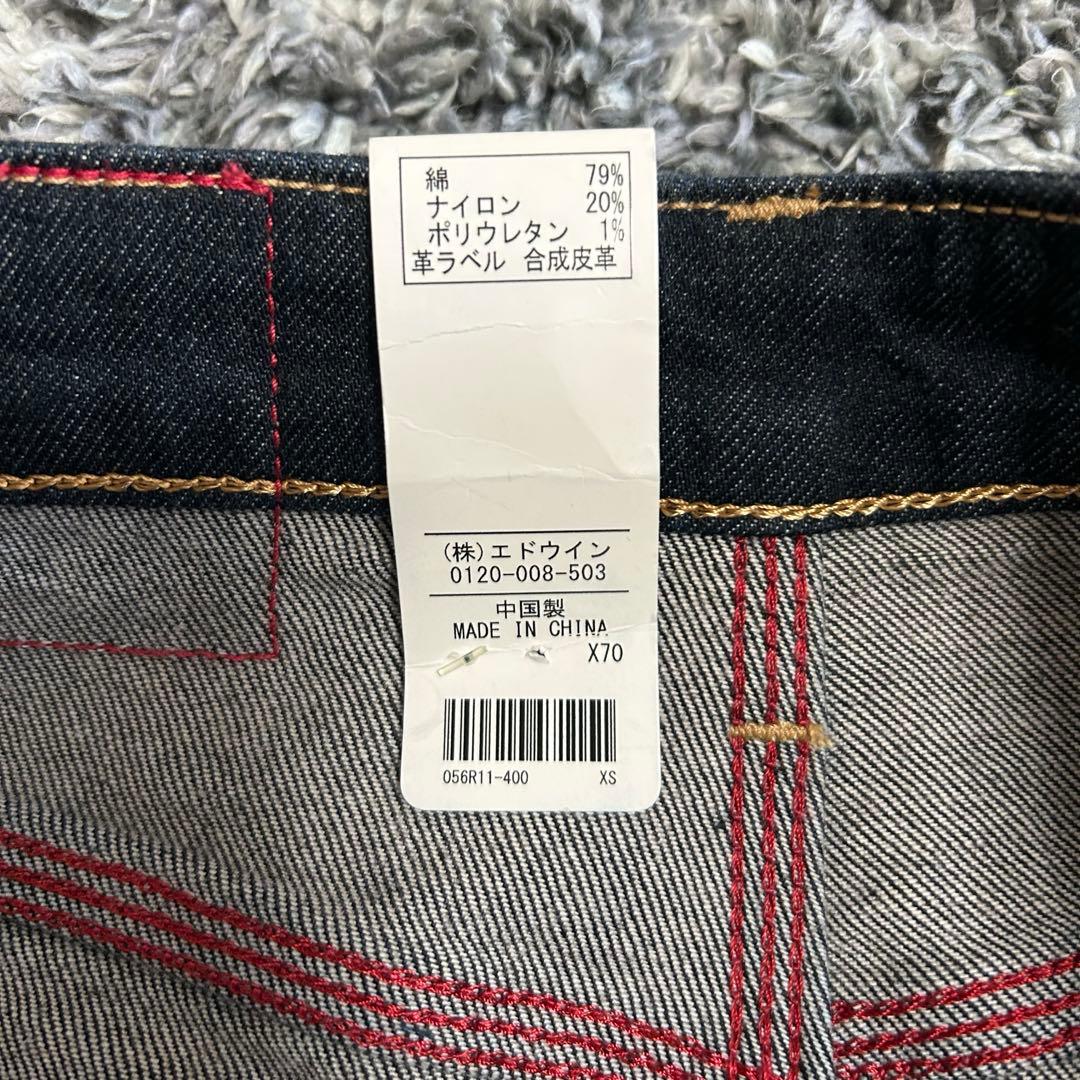 綿 79%
ナイロン 20%
ポリウレタン 1%
革ラベル 合成皮革
(株)エドウイン
0120-008-503
中国製
MADE IN CHINA
X70
056R11-400 XS